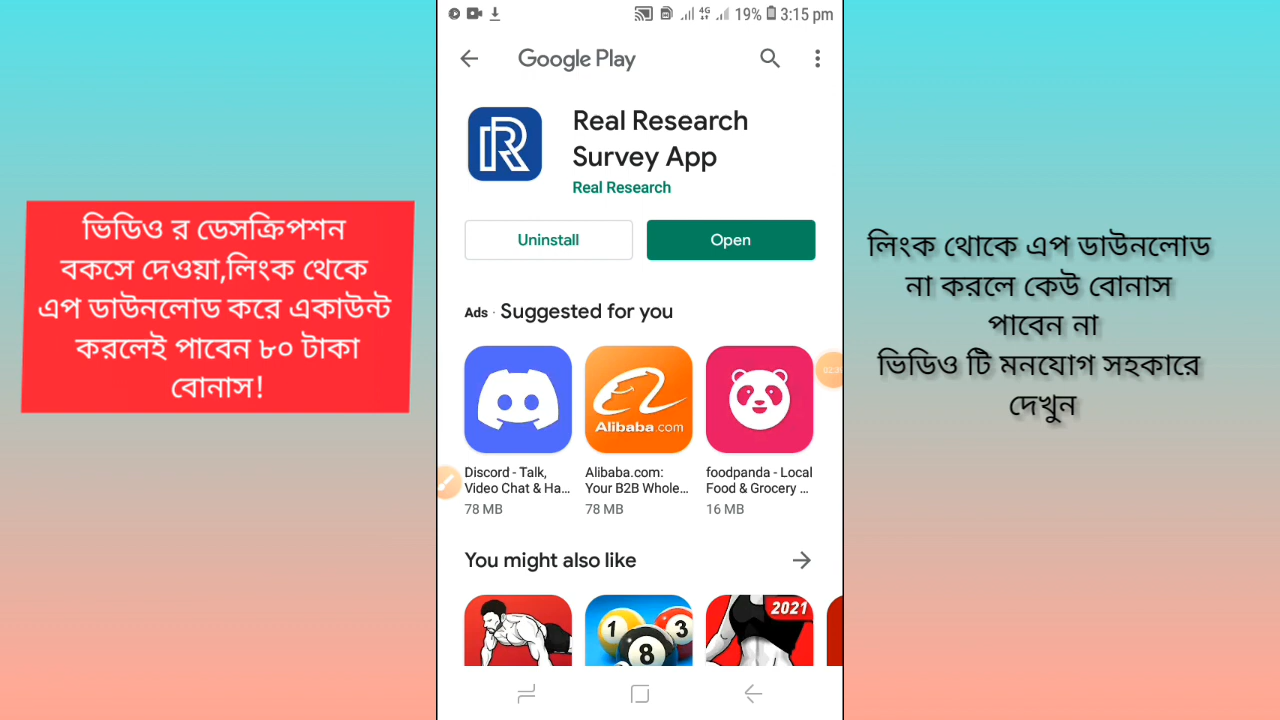 19% 3:15 pm
4G
Google Play
Real Research
Survey App
Real Research
Uninstall
Open
Ads · Suggested for you
Alibaba.com
Discord - Talk,
Video Chat & Ha...
78 MB
Alibaba.com:
Your B2B Whole...
78 MB
foodpanda - Local
Food & Grocery ...
16 MB
You might also like
1
3
8
2021
ভিডিও র ডেসক্রিপশন
বকসে দেওয়া,লিংক থেকে
এপ ডাউনলোড করে একাউন্ট
করলেই পাবেন ৮০ টাকা
বোনাস!
লিংক থোকে এপ ডাউনলোড
না করলে কেউ বোনাস
পাবেন না
ভিডিও টি মনযোগ সহকারে
দেখুন